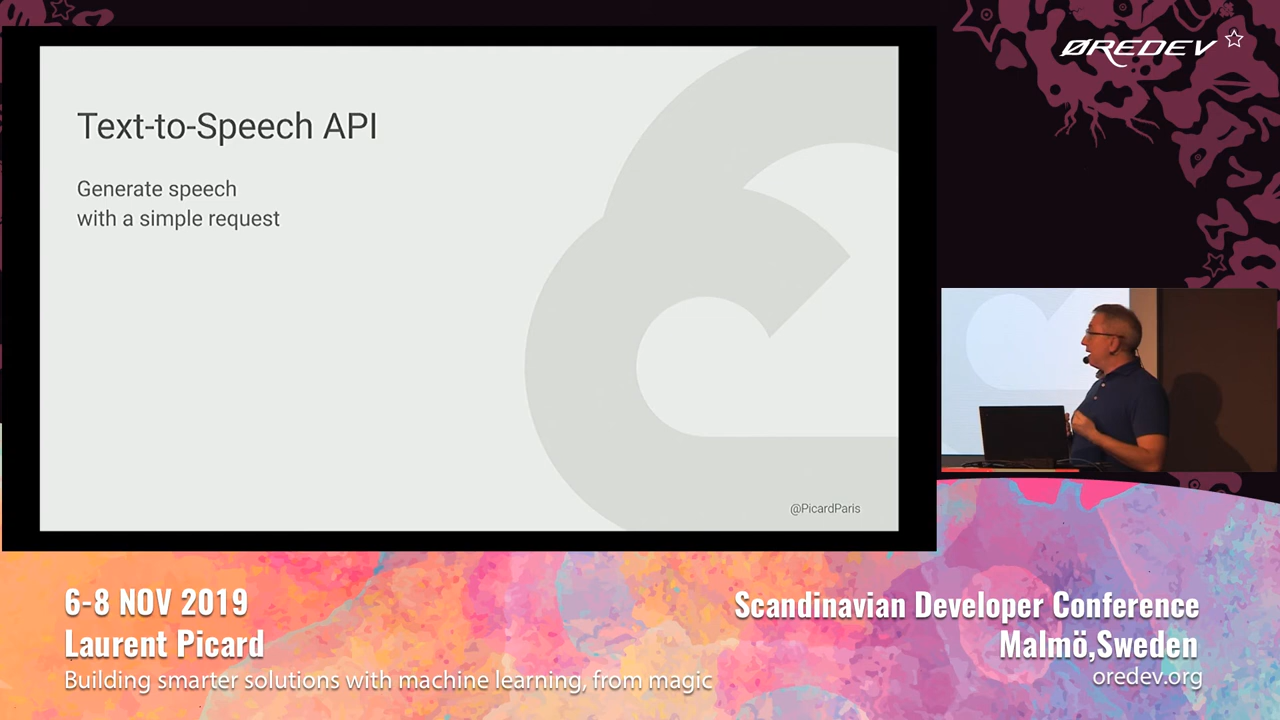 ØREDEV
Text-to-Speech API
Generate speech
with a simple request
@PicardParis
6-8 NOV 2019
Laurent Picard
Building smarter solutions with machine learning, from magic
Scandinavian Developer Conference
Malmö,Sweden
oredev.org